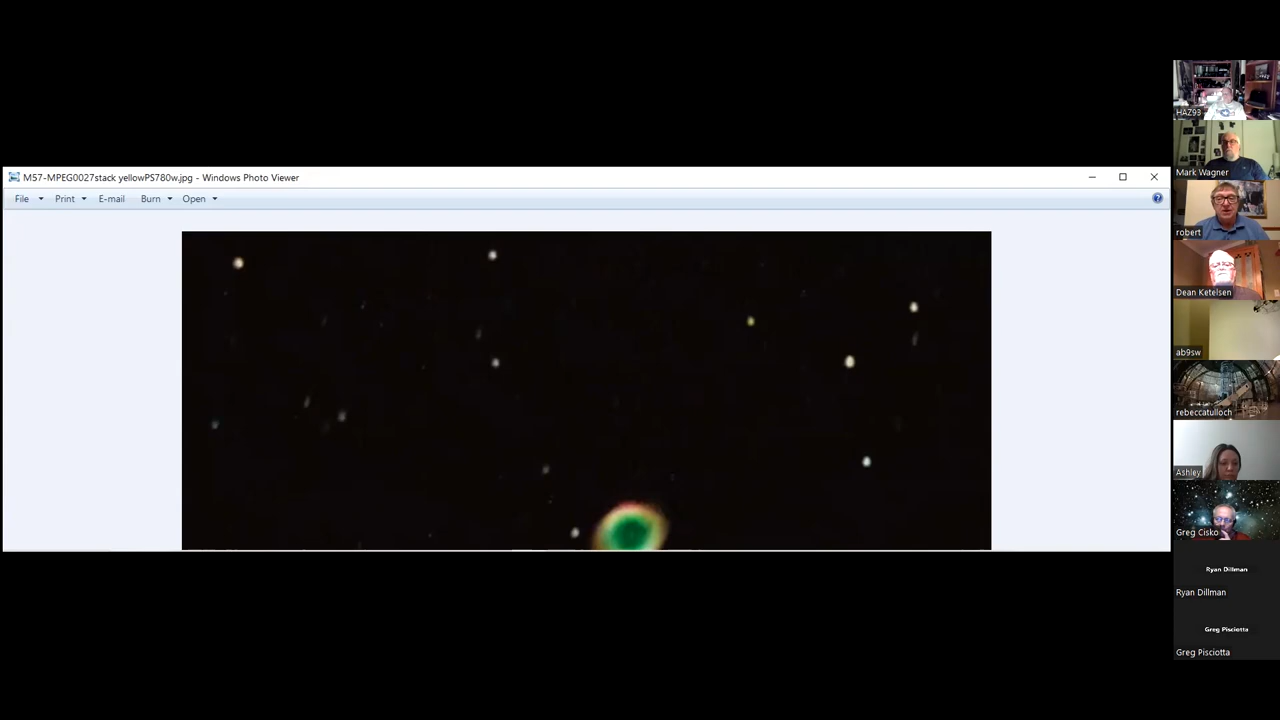 M57-MPEG0027stack yellowPS780w.jpg - Windows Photo Viewer
File Print E-mail Burn Open
HAZ93
Mark Wagner
robert
Dean Ketelsen
ab9sw
rebeccatulloch
Ashley
Greg Cisko
Ryan Dillman
Ryan Dillman
Greg Pisciotta
Greg Pisciotta